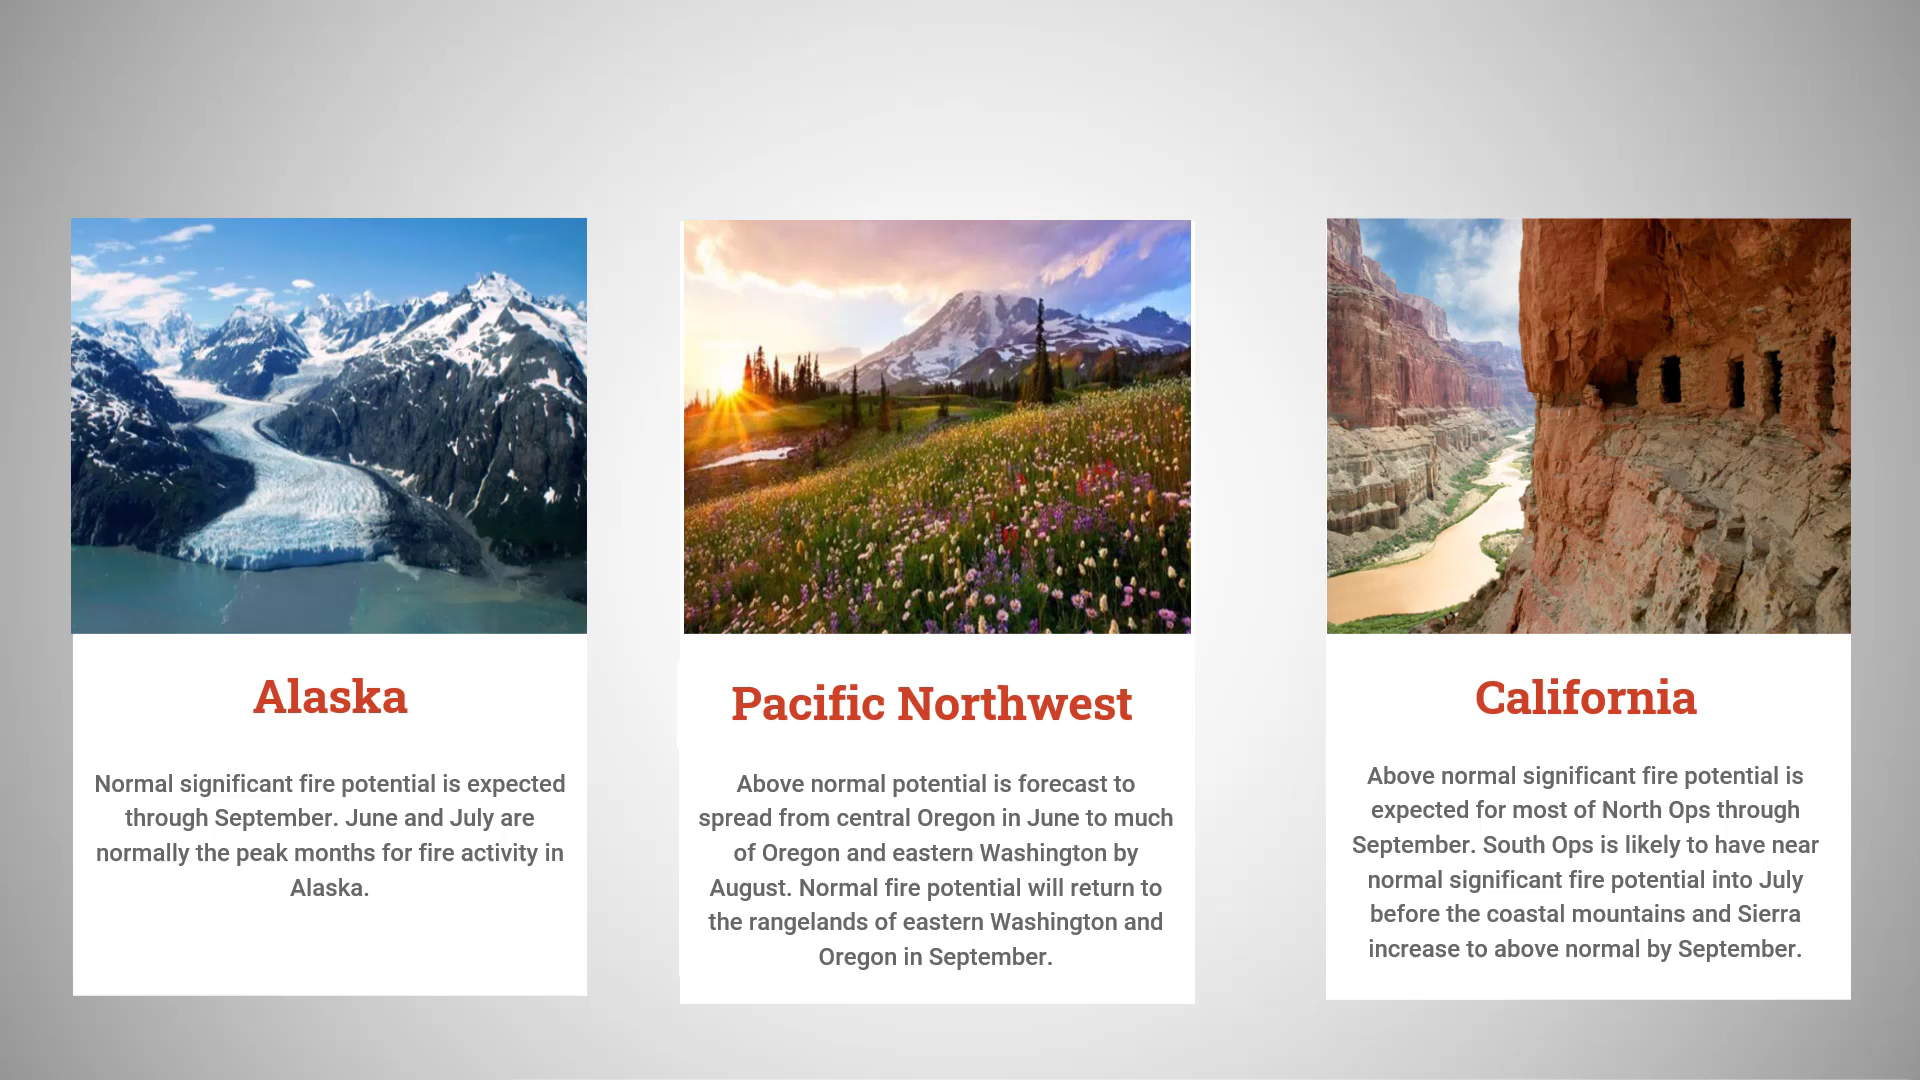 Alaska
Normal significant fire potential is expected
through September. June and July are
normally the peak months for fire activity in
Alaska.
Pacific Northwest
Above normal potential is forecast to
spread from central Oregon in June to much
of Oregon and eastern Washington by
August. Normal fire potential will return to
the rangelands of eastern Washington and
Oregon in September.
California
Above normal significant fire potential is
expected for most of North Ops through
September. South Ops is likely to have near
normal significant fire potential into July
before the coastal mountains and Sierra
increase to above normal by September.